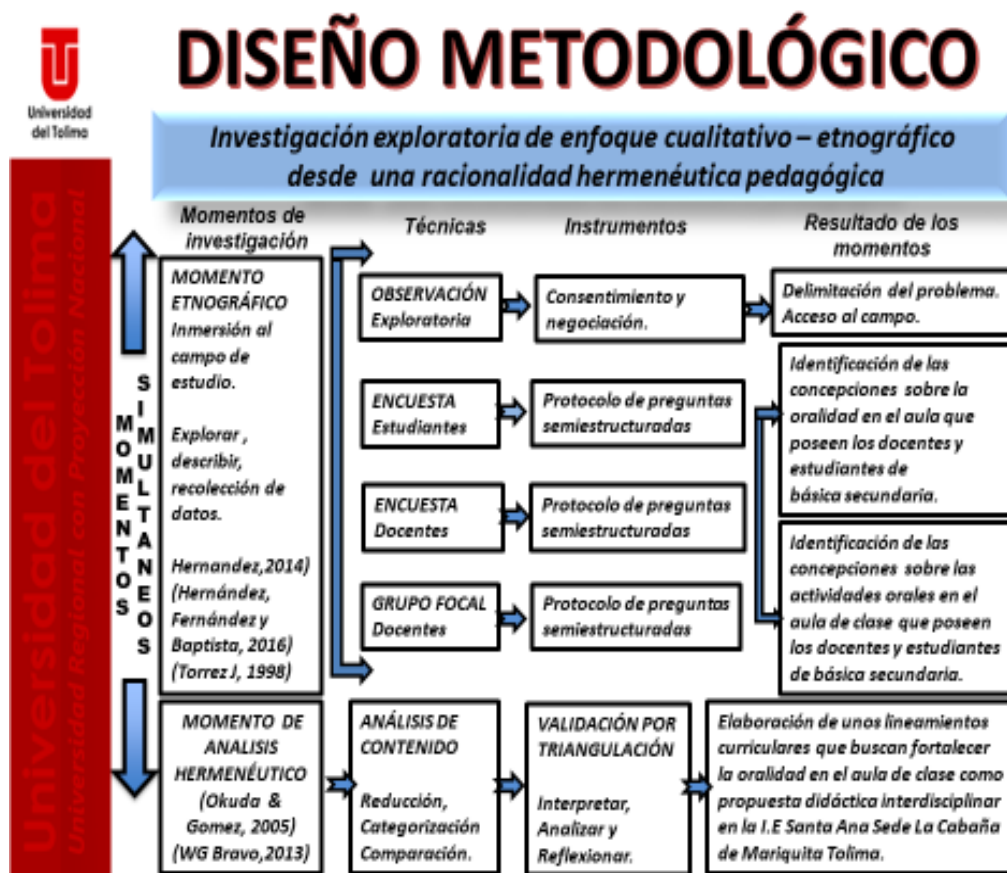 Universidad
del Tolima
Universidad del Tolima
Universidad Regional con Proyección Nacional
DISEÑO METODOLÓGICO
Investigación exploratoria de enfoque cualitativo – etnográfico
desde una racionalidad hermenéutica pedagógica
Momentos de
investigación
Técnicas
Instrumentos
Resultado de los
momentos
MOMENTOS
SIMULTANEOS
MOMENTO
ETNOGRÁFICO
Inmersión al
campo de
estudio.
Explorar ,
describir,
recolección de
datos.
Hernandez,2014)
(Hernández,
Fernández y
Baptista, 2016)
(Torrez J, 1998)
OBSERVACIÓN
Exploratoria
Consentimiento y
negociación.
Delimitación del problema.
Acceso al campo.
ENCUESTA
Estudiantes
Protocolo de preguntas
semiestructuradas
Identificación de las
concepciones sobre la
oralidad en el aula que
poseen los docentes y
estudiantes de
básica secundaria.
ENCUESTA
Docentes
Protocolo de preguntas
semiestructuradas
GRUPO FOCAL
Docentes
Protocolo de preguntas
semiestructuradas
Identificación de las
concepciones sobre las
actividades orales en el
aula de clase que poseen
los docentes y estudiantes
de básica secundaria.
MOMENTO DE
ANALISIS
HERMENÉUTICO
(Okuda &
Gomez, 2005)
(WG Bravo,2013)
ANÁLISIS DE
CONTENIDO
Reducción,
Categorización
Comparación.
VALIDACIÓN POR
TRIANGULACIÓN
Interpretar,
Analizar y
Reflexionar.
Elaboración de unos lineamientos
curriculares que buscan fortalecer
la oralidad en el aula de clase como
propuesta didáctica interdisciplinar
en la I.E Santa Ana Sede La Cabaña
de Mariquita Tolima.